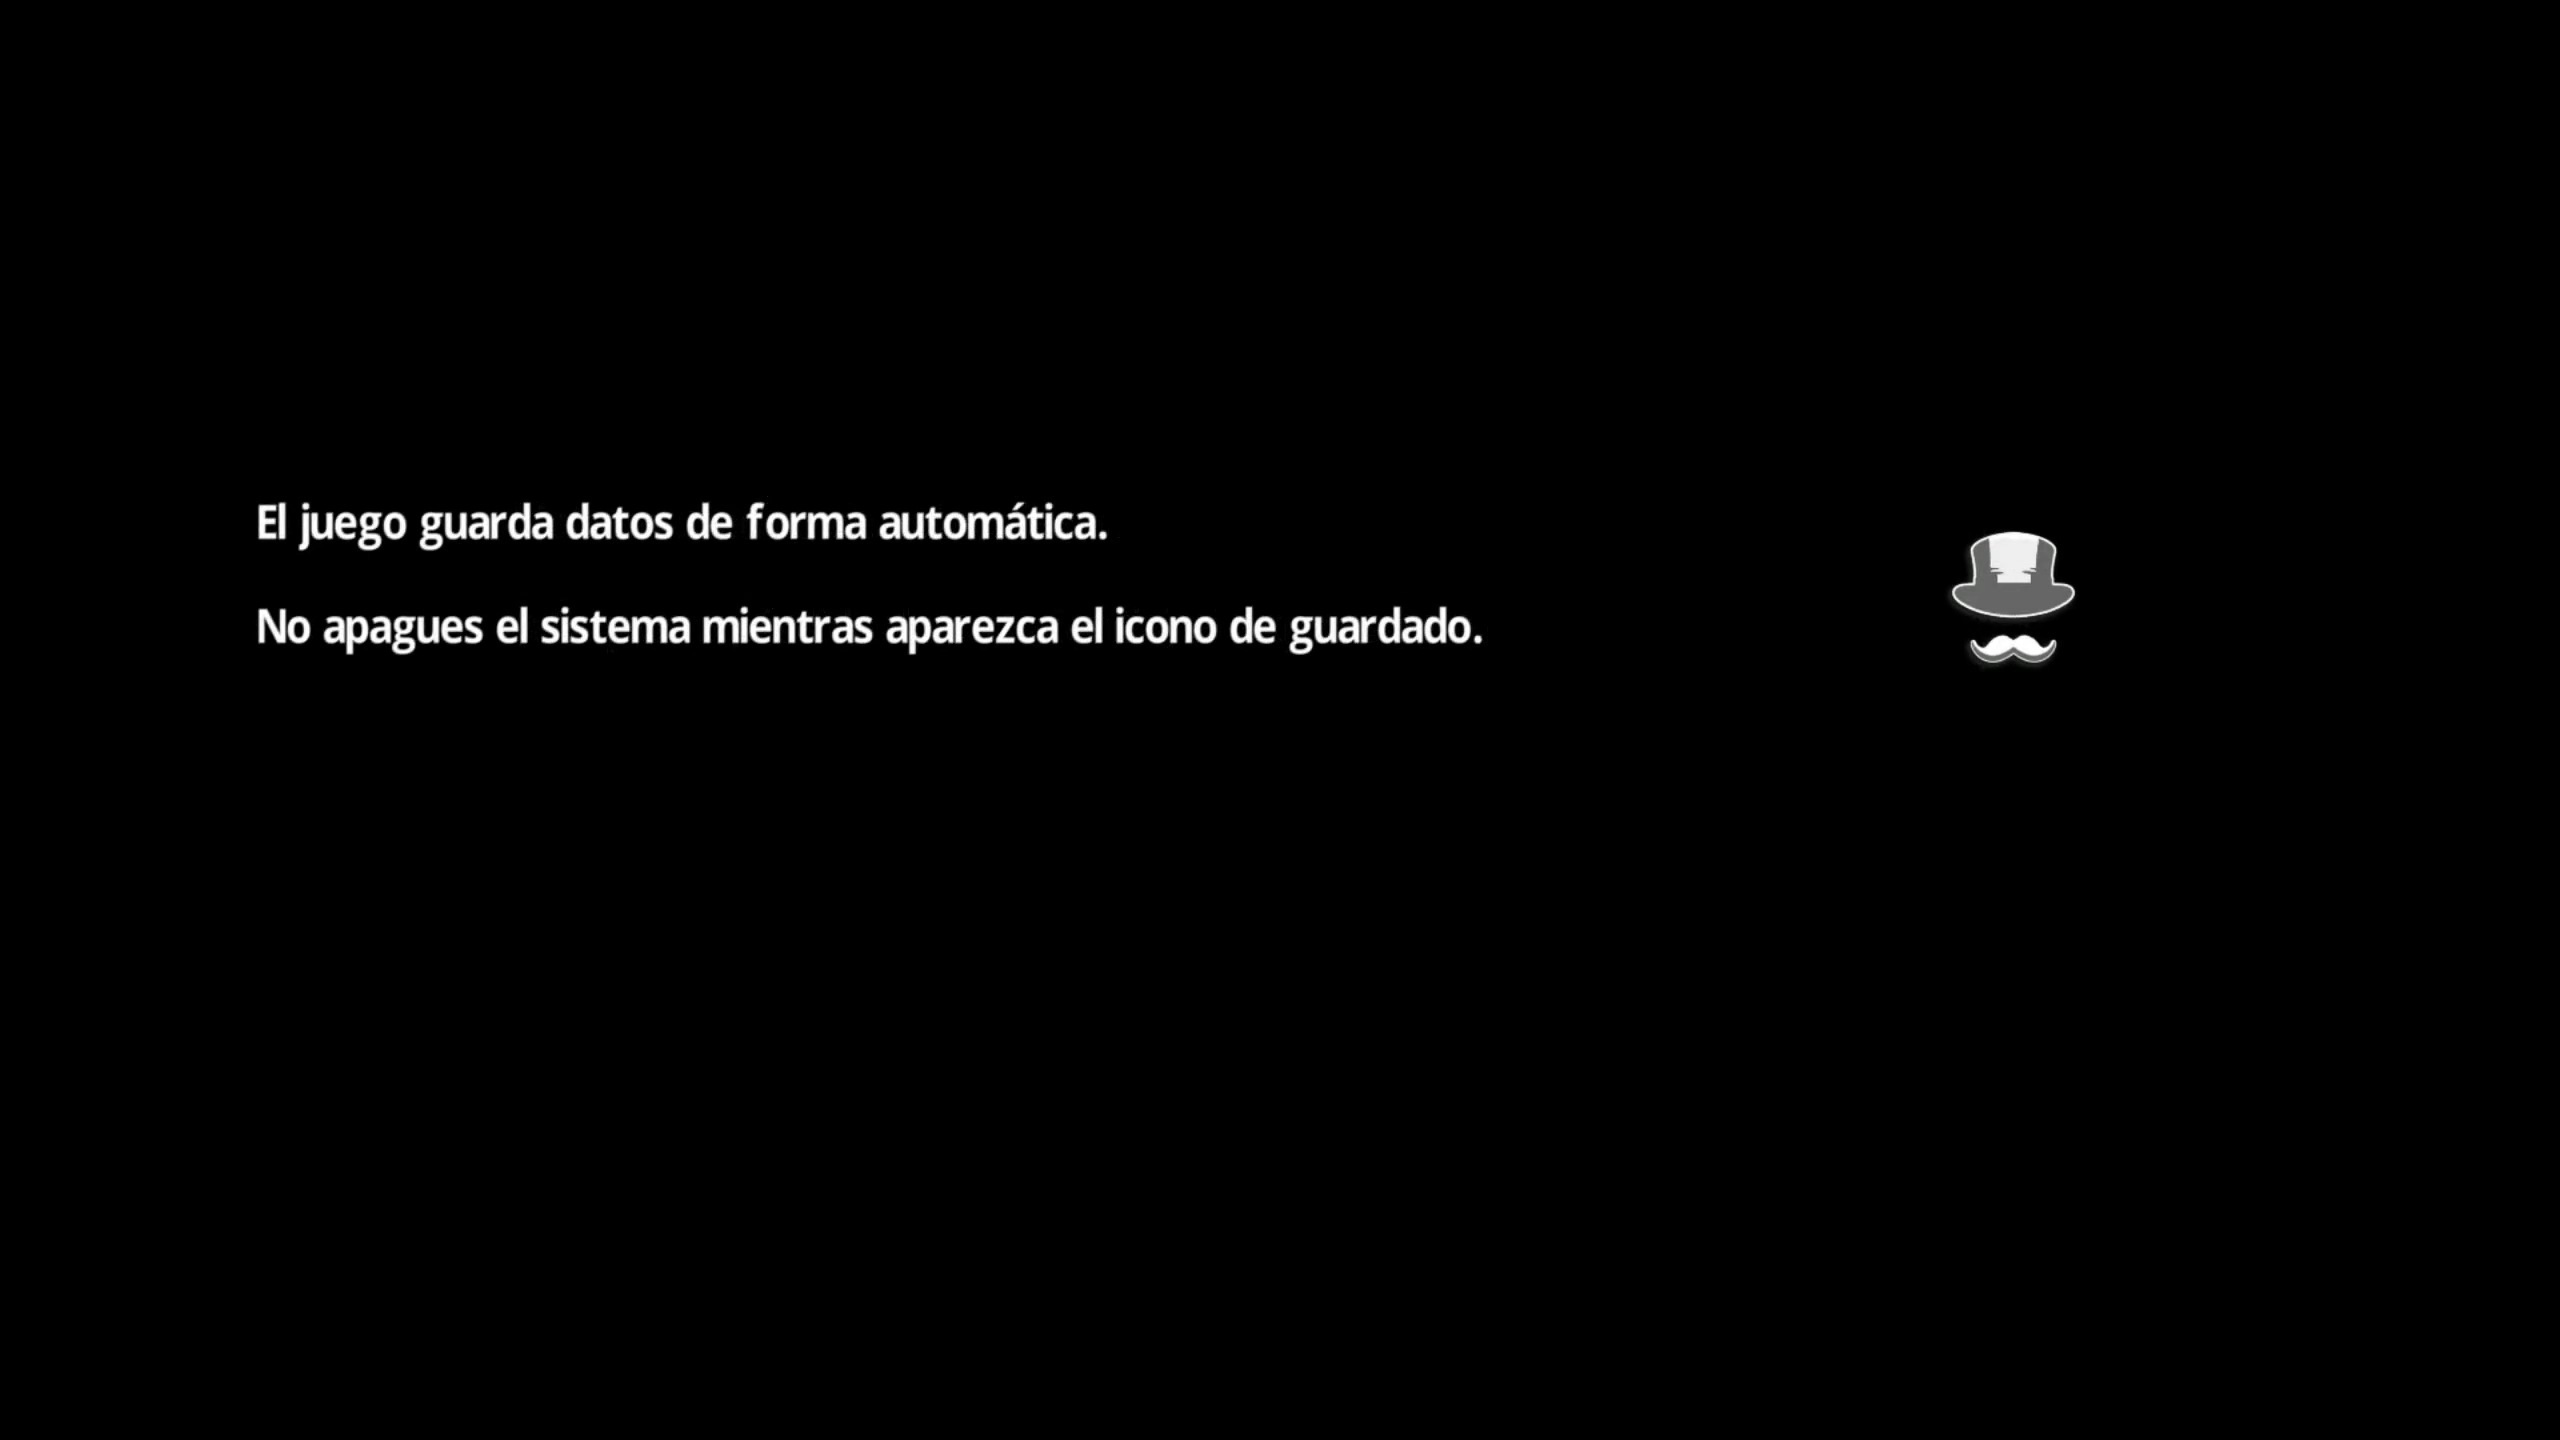 El juego guarda datos de forma automática.
No apagues el sistema mientras aparezca el icono de guardado.